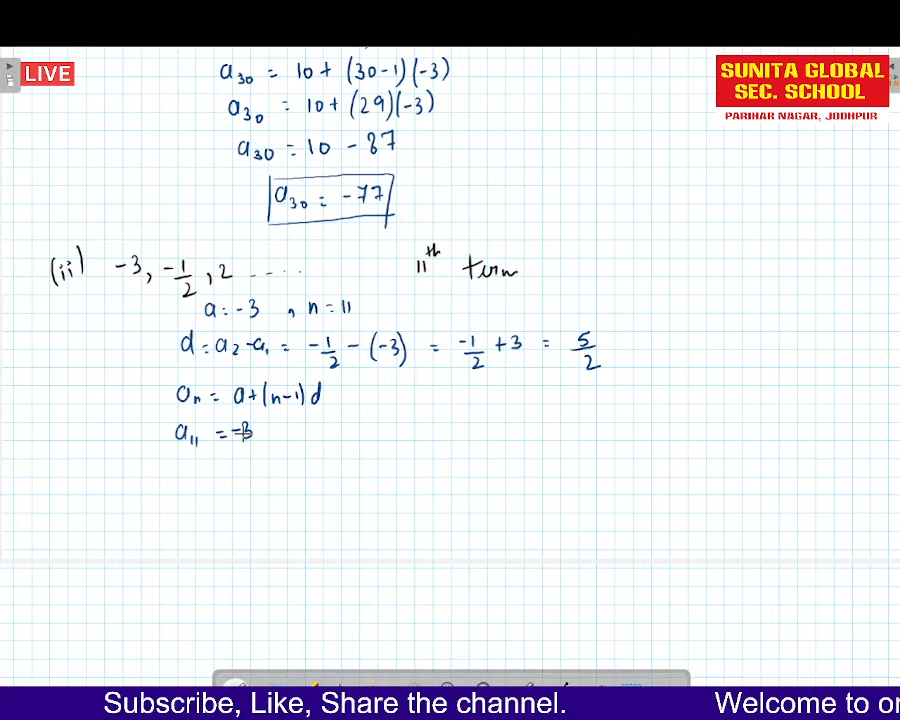 LIVE
SUNITA GLOBAL
SEC. SCHOOL
PARIHAR NAGAR, JODHPUR
a₃₀ = 10 + (30-1)(-3)
a₃₀ = 10 + (29)(-3)
a₃₀ = 10 - 87
a₃₀ = -77
(ii) -3, -1/2, 2 ..... 11th term
a = -3 , n = 11
d = a₂ - a₁ = -1/2 - (-3) = -1/2 + 3 = 5/2
aₙ = a + (n-1) d
a₁₁ = -3
Subscribe, Like, Share the channel. Welcome to